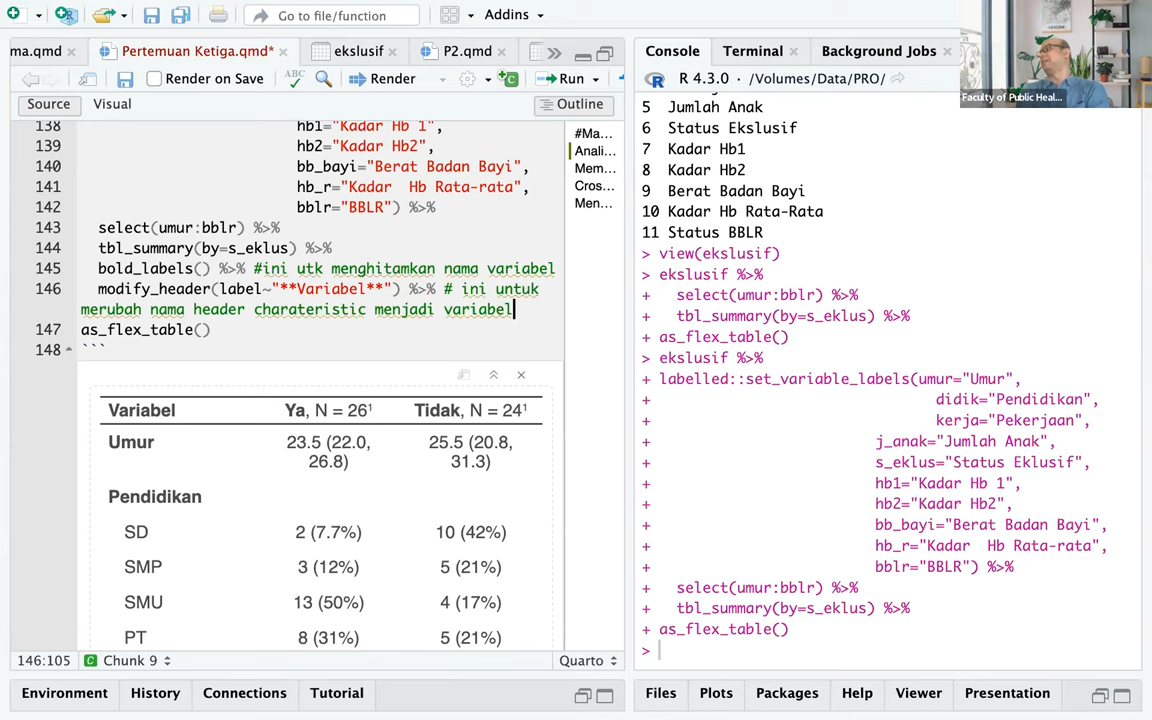 Go to file/function
Addins
ma.qmd
Pertemuan Ketiga.qmd*
ekslusif
P2.qmd
Render on Save
ABC
Render
Run
Source
Visual
Outline
138 hb1="Kadar Hb 1",
139 hb2="Kadar Hb2",
140 bb_bayi="Berat Badan Bayi",
141 hb_r="Kadar  Hb Rata-rata",
142 bblr="BBLR") %>%
143 select(umur:bblr) %>%
144 tbl_summary(by=s_eklus) %>%
145 bold_labels() %>% #ini utk menghitamkan nama variabel
146 modify_header(label~"**Variabel**") %>% # ini untuk
merubah nama header charateristic menjadi variabel
147 as_flex_table()
148 ```
#Ma...
Anali...
Mem...
Cros...
Men...
Variabel Ya, N = 26¹ Tidak, N = 24¹
Umur 23.5 (22.0, 25.5 (20.8,
26.8) 31.3)
Pendidikan
SD 2 (7.7%) 10 (42%)
SMP 3 (12%) 5 (21%)
SMU 13 (50%) 4 (17%)
PT 8 (31%) 5 (21%)
146:105
C Chunk 9
Quarto
Environment
History
Connections
Tutorial
Console
Terminal
Background Jobs
R 4.3.0 · /Volumes/Data/PRO/
Faculty of Public Heal...
5 Jumlah Anak
6 Status Ekslusif
7 Kadar Hb1
8 Kadar Hb2
9 Berat Badan Bayi
10 Kadar Hb Rata-Rata
11 Status BBLR
> view(ekslusif)
> ekslusif %>%
+ select(umur:bblr) %>%
+ tbl_summary(by=s_eklus) %>%
+ as_flex_table()
> ekslusif %>%
+ labelled::set_variable_labels(umur="Umur",
+ didik="Pendidikan",
+ kerja="Pekerjaan",
+ j_anak="Jumlah Anak",
+ s_eklus="Status Eklusif",
+ hb1="Kadar Hb 1",
+ hb2="Kadar Hb2",
+ bb_bayi="Berat Badan Bayi",
+ hb_r="Kadar  Hb Rata-rata",
+ bblr="BBLR") %>%
+ select(umur:bblr) %>%
+ tbl_summary(by=s_eklus) %>%
+ as_flex_table()
>
Files
Plots
Packages
Help
Viewer
Presentation